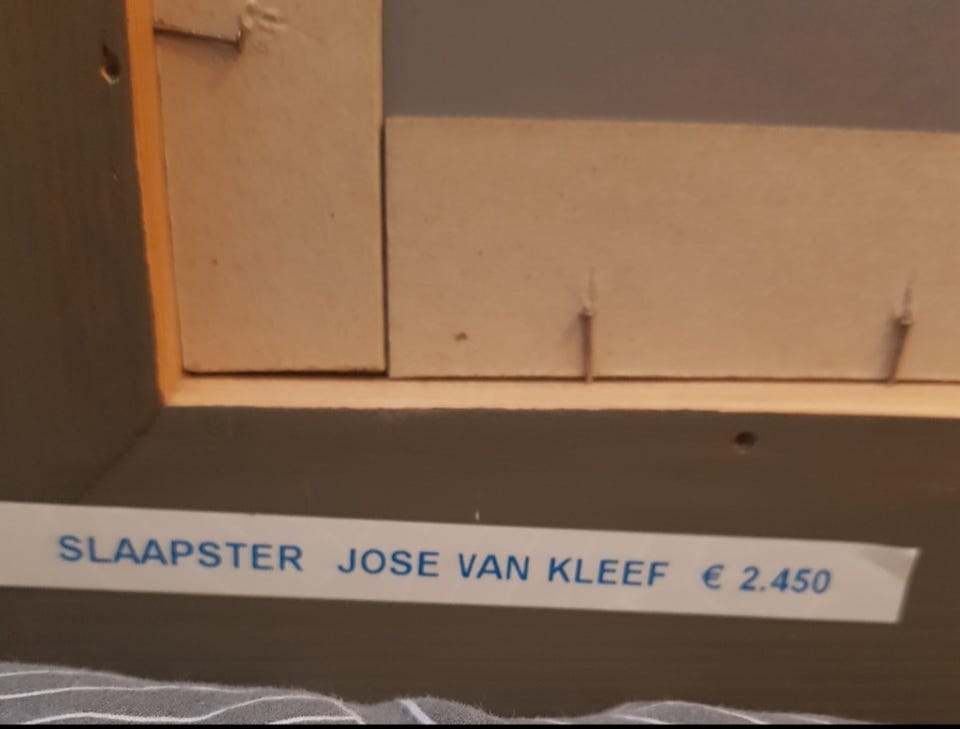 SLAAPSTER JOSE VAN KLEEF € 2.450